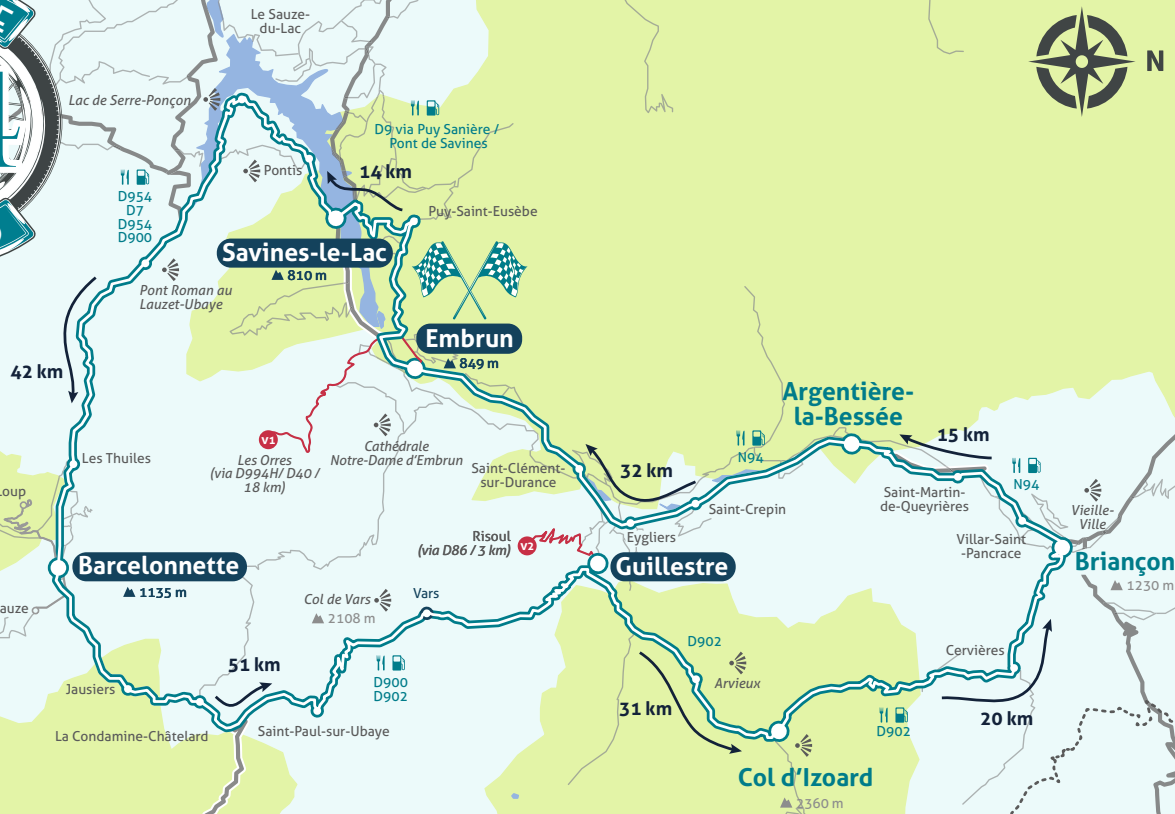 Le Sauze-
du-Lac
N
Lac de Serre-Ponçon
D9 via Puy Sanière /
Pont de Savines
Pontis
14 km
D954
D7
D954
D900
Puy-Saint-Eusèbe
Savines-le-Lac
810 m
Pont Roman au
Lauzet-Ubaye
Embrun
849 m
42 km
Argentière-
la-Bessée
15 km
V1
Les Orres
(via D994H/ D40 /
18 km)
Cathédrale
Notre-Dame d'Embrun
Les Thuiles
Saint-Clément-
sur-Durance
32 km
N94
N94
Saint-Martin-
de-Queyrières
Vieille-
Ville
Saint-Crepin
Risoul
(via D86 / 3 km)
V2
Eygliers
Villar-Saint
-Pancrace
Barcelonnette
1135 m
Guillestre
Briançon
1230 m
Col de Vars
2108 m
Vars
51 km
D900
D902
D902
Arvieux
Cervières
Jausiers
31 km
20 km
D902
La Condamine-Châtelard
Saint-Paul-sur-Ubaye
Col d'Izoard
2360 m